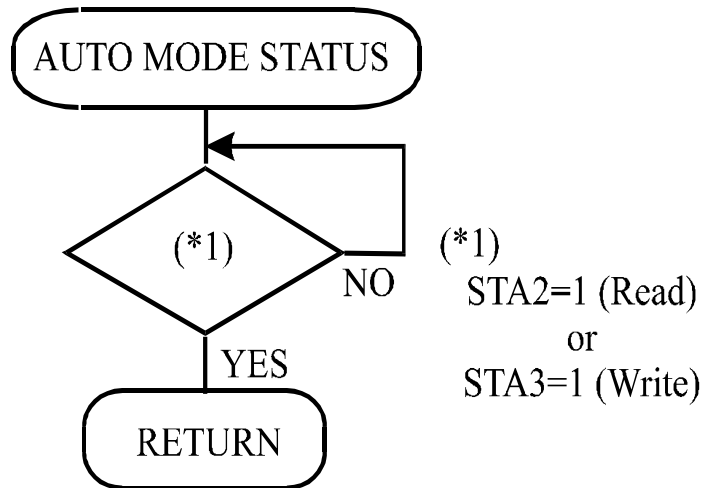 AUTO MODE STATUS
(*1)
NO
YES
RETURN
(*1)
STA2=1 (Read)
or
STA3=1 (Write)